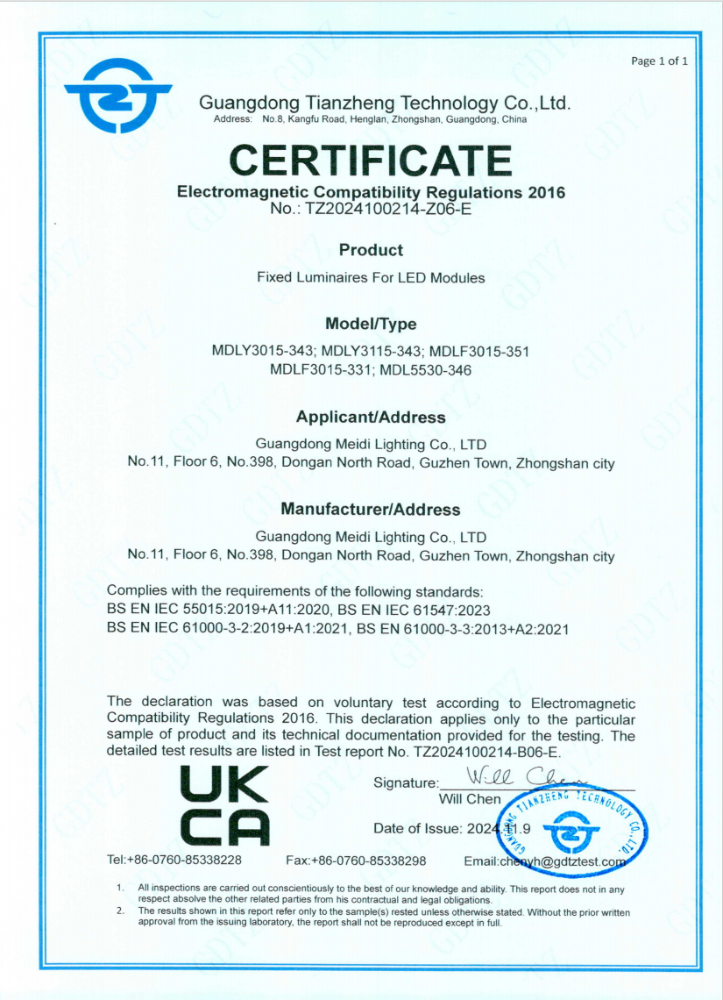 Page 1 of 1
Guangdong Tianzheng Technology Co.,Ltd.
Address: No.8, Kangfu Road, Henglan, Zhongshan, Guangdong, China
CERTIFICATE
Electromagnetic Compatibility Regulations 2016
No.: TZ2024100214-Z06-E
Product
Fixed Luminaires For LED Modules
Model/Type
MDLY3015-343; MDLY3115-343; MDLF3015-351
MDLF3015-331; MDL5530-346
Applicant/Address
Guangdong Meidi Lighting Co., LTD
No.11, Floor 6, No.398, Dongan North Road, Guzhen Town, Zhongshan city
Manufacturer/Address
Guangdong Meidi Lighting Co., LTD
No.11, Floor 6, No.398, Dongan North Road, Guzhen Town, Zhongshan city
Complies with the requirements of the following standards:
BS EN IEC 55015:2019+A11:2020, BS EN IEC 61547:2023
BS EN IEC 61000-3-2:2019+A1:2021, BS EN 61000-3-3:2013+A2:2021
The declaration was based on voluntary test according to Electromagnetic
Compatibility Regulations 2016. This declaration applies only to the particular
sample of product and its technical documentation provided for the testing. The
detailed test results are listed in Test report No. TZ2024100214-B06-E.
UK
CA
Signature: Will Chen
Will Chen
GUANGDONG TIANZHENG TECHNOLOGY CO.,LTD.
Date of Issue: 2024.11.9
Tel:+86-0760-85338228 Fax:+86-0760-85338298 Email:chenyh@gdtztest.com
1. All inspections are carried out conscientiously to the best of our knowledge and ability. This report does not in any
respect absolve the other related parties from his contractual and legal obligations.
2. The results shown in this report refer only to the sample(s) rested unless otherwise stated. Without the prior written
approval from the issuing laboratory, the report shall not be reproduced except in full.
GDTZ